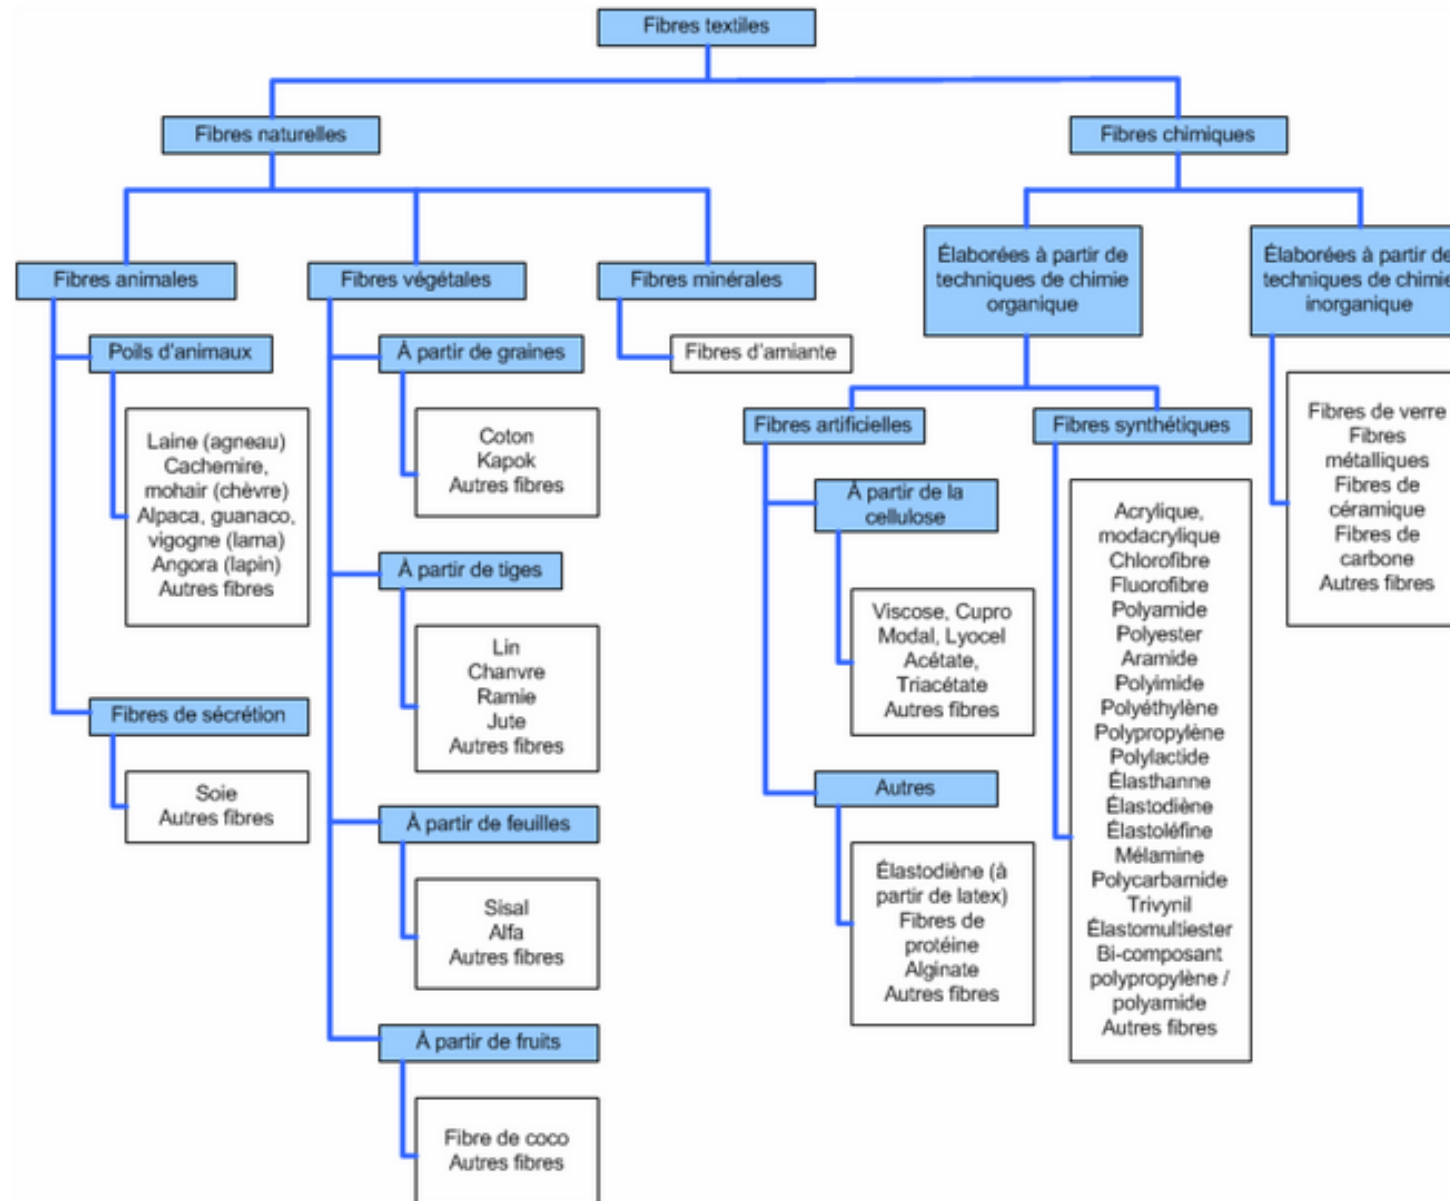 Fibres textiles
Fibres naturelles
Fibres chimiques
Fibres animales
Fibres végétales
Fibres minérales
Élaborées à partir de
techniques de chimie
organique
Élaborées à partir de
techniques de chimie
inorganique
Poils d'animaux
Laine (agneau)
Cachemire,
mohair (chèvre)
Alpaca, guanaco,
vigogne (lama)
Angora (lapin)
Autres fibres
Fibres de sécrétion
Soie
Autres fibres
À partir de graines
Coton
Kapok
Autres fibres
À partir de tiges
Lin
Chanvre
Ramie
Jute
Autres fibres
À partir de feuilles
Sisal
Alfa
Autres fibres
À partir de fruits
Fibre de coco
Autres fibres
Fibres d'amiante
Fibres artificielles
À partir de la
cellulose
Viscose, Cupro
Modal, Lyocel
Acétate,
Triacétate
Autres fibres
Autres
Élastodiène (à
partir de latex)
Fibres de
protéine
Alginate
Autres fibres
Fibres synthétiques
Acrylique,
modacrylique
Chlorofibre
Fluorofibre
Polyamide
Polyester
Aramide
Polyimide
Polyéthylène
Polypropylène
Polylactide
Élasthanne
Élastodiène
Élastoléfine
Mélamine
Polycarbamide
Trivynil
Élastomultiester
Bi-composant
polypropylène /
polyamide
Autres fibres
Fibres de verre
Fibres
métalliques
Fibres de
céramique
Fibres de
carbone
Autres fibres